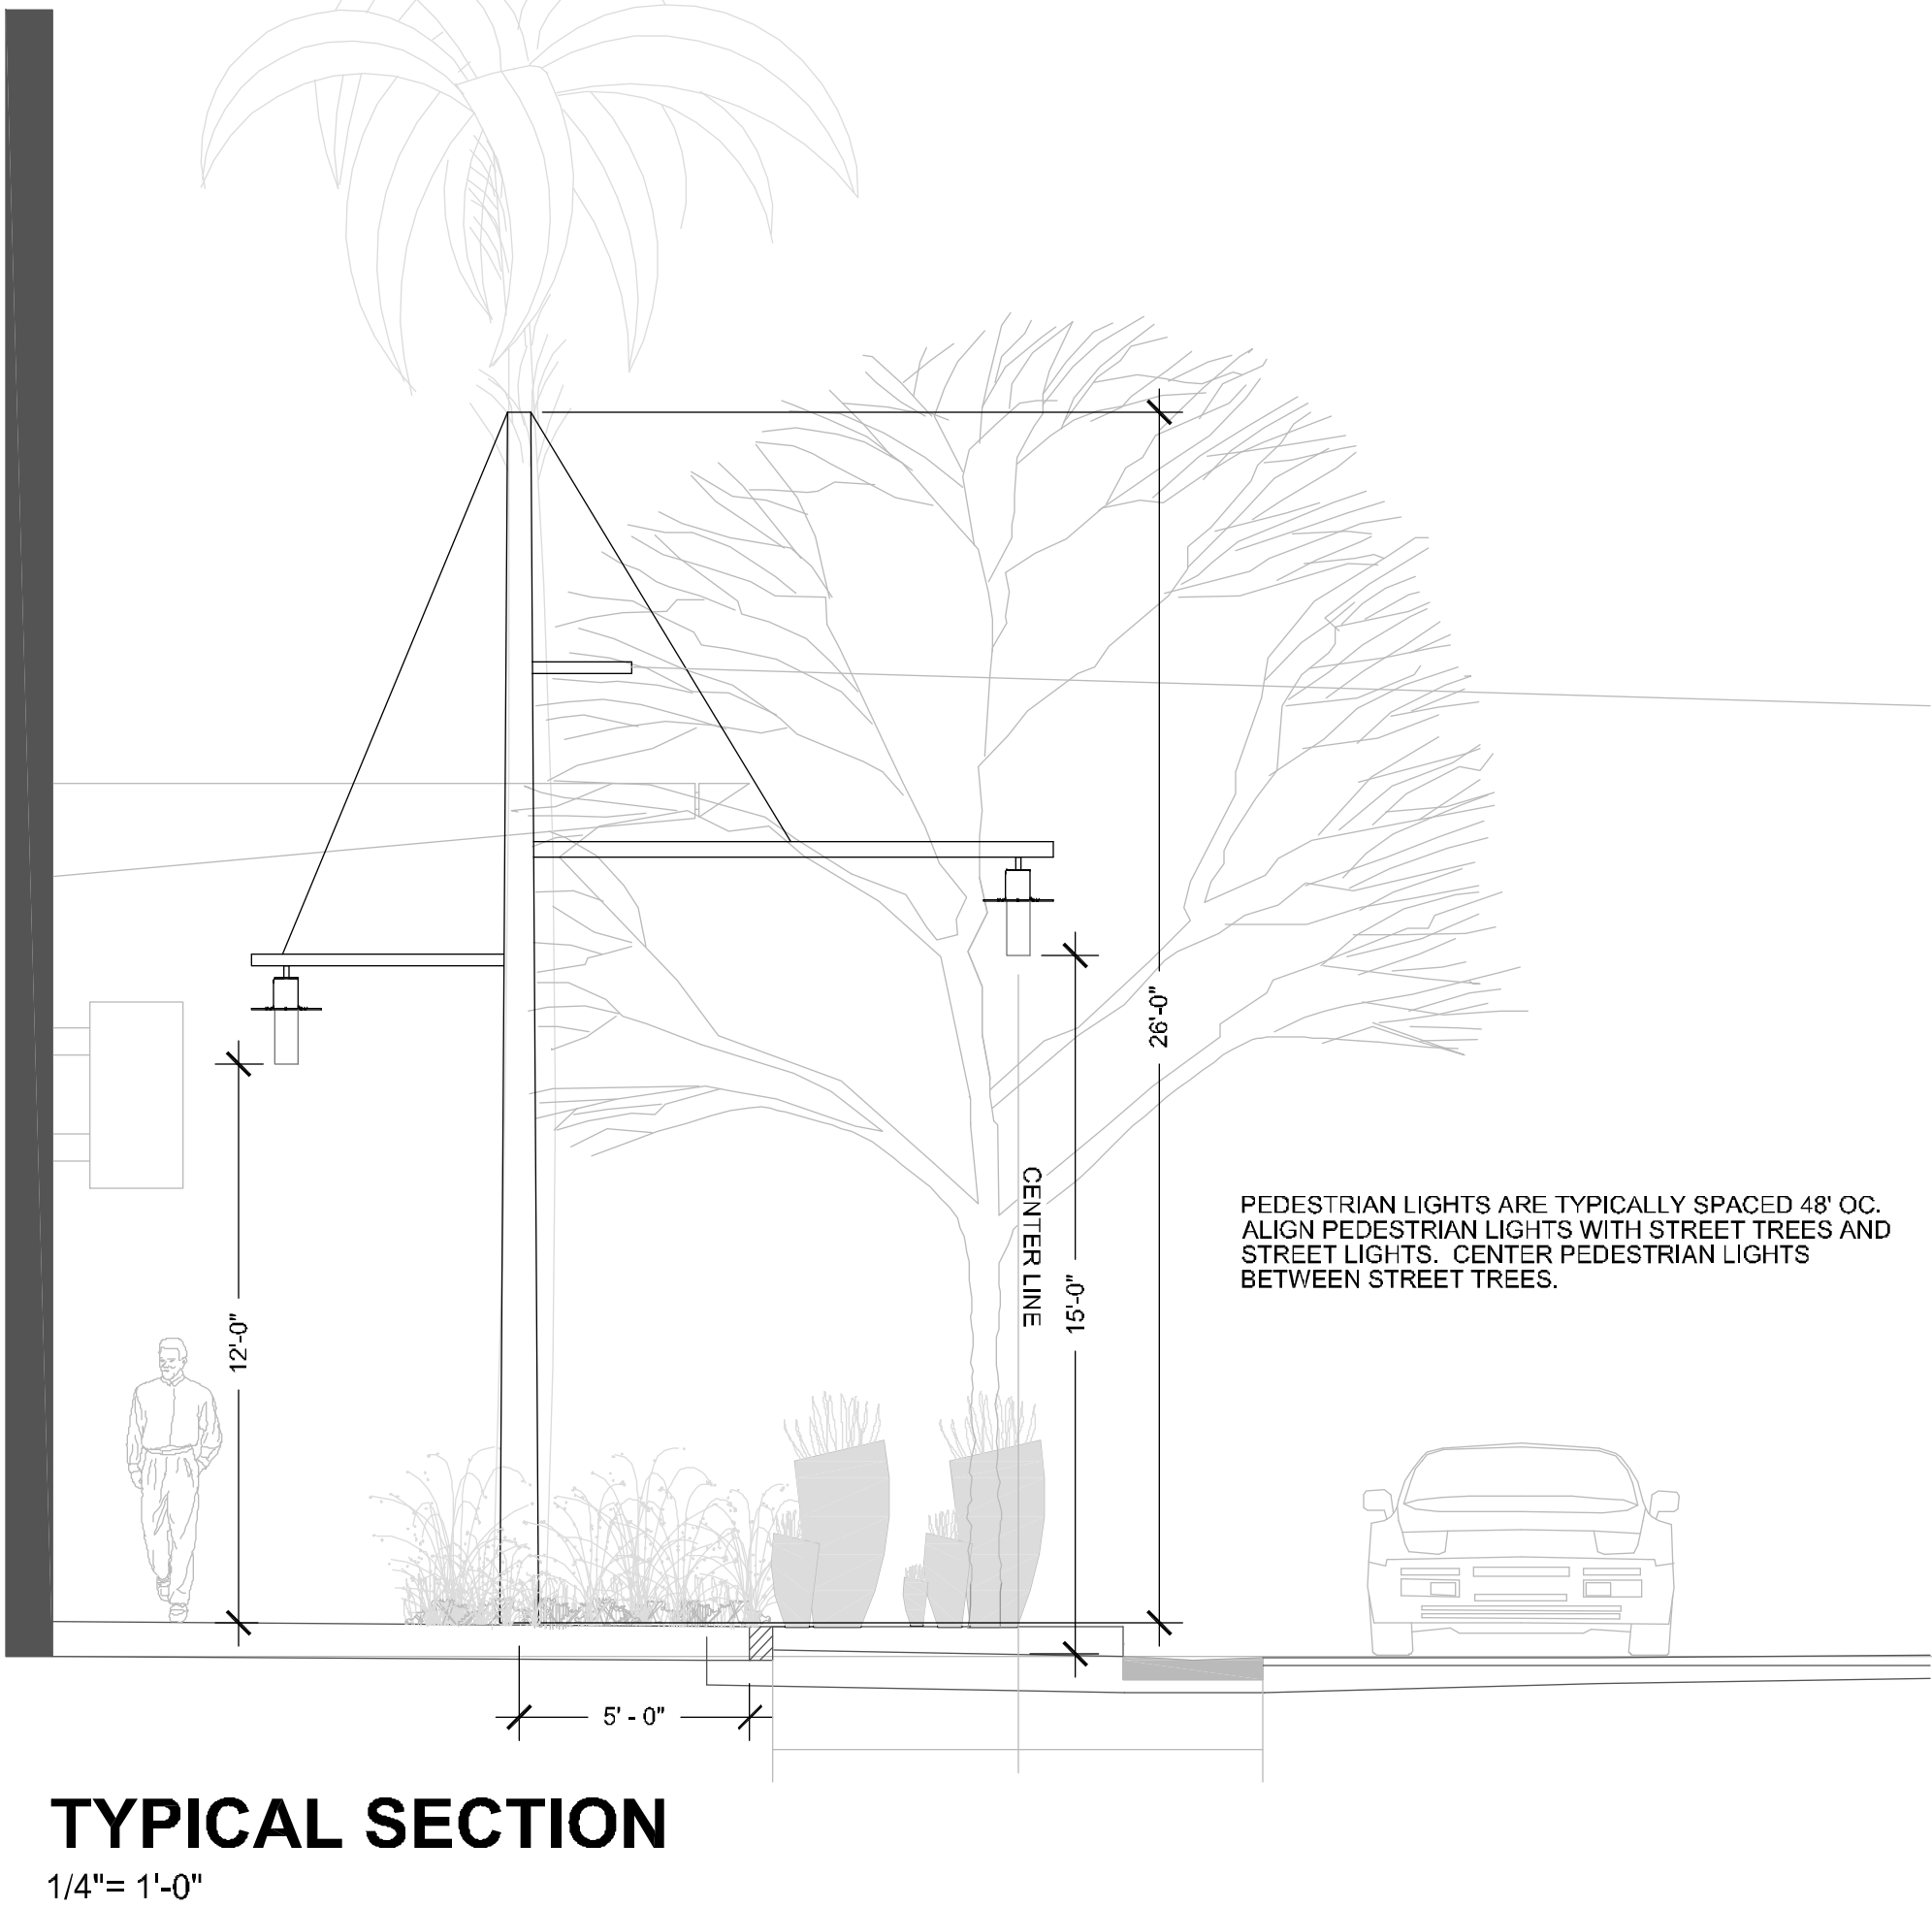 26'-0"
CENTER LINE
15'-0"
12'-0"
PEDESTRIAN LIGHTS ARE TYPICALLY SPACED 48' OC.
ALIGN PEDESTRIAN LIGHTS WITH STREET TREES AND
STREET LIGHTS.  CENTER PEDESTRIAN LIGHTS
BETWEEN STREET TREES.
5' - 0"
TYPICAL SECTION
1/4"= 1'-0"